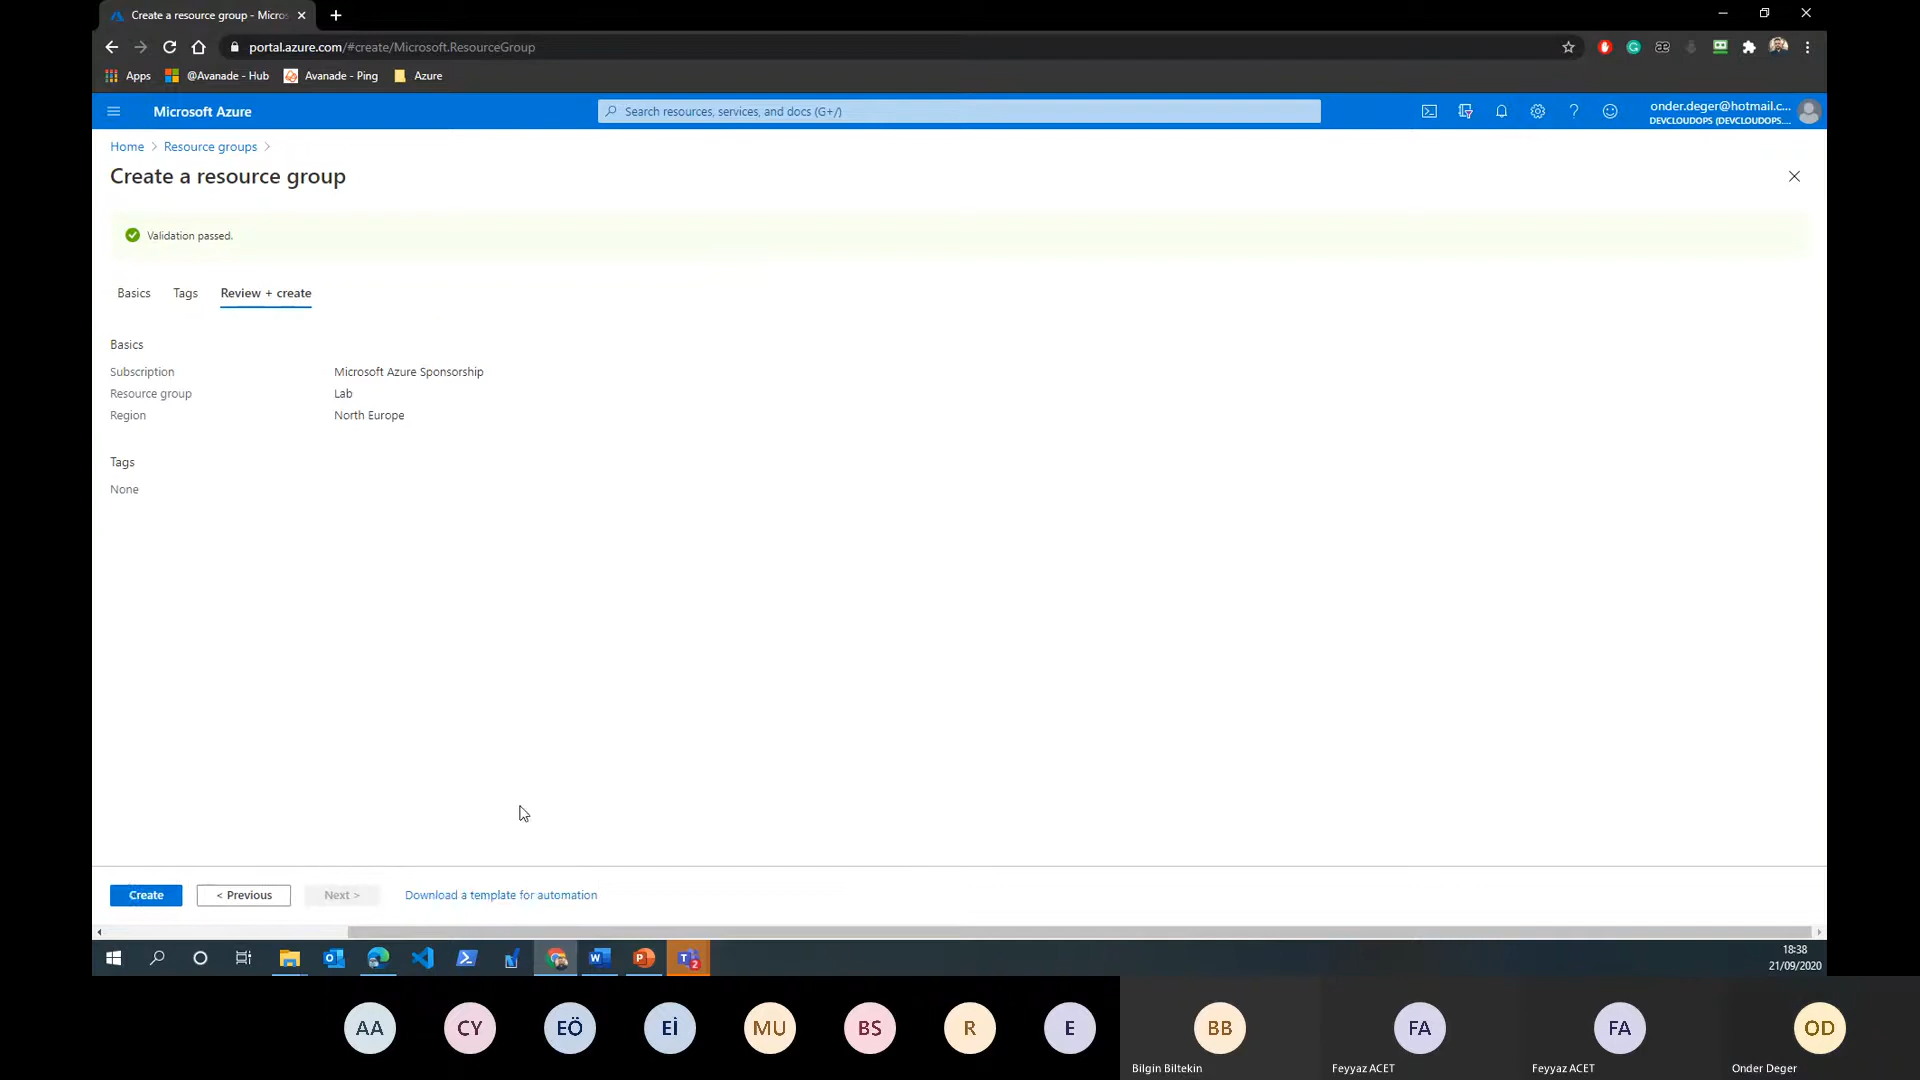 Create a resource group - Micros
portal.azure.com/#create/Microsoft.ResourceGroup
Apps
@Avanade - Hub
Avanade - Ping
Azure
Microsoft Azure
Search resources, services, and docs (G+/)
onder.deger@hotmail.c...
DEVCLOUDOPS (DEVCLOUDOPS....
Home > Resource groups >
Create a resource group
Validation passed.
Basics
Tags
Review + create
Basics
Subscription Microsoft Azure Sponsorship
Resource group Lab
Region North Europe
Tags
None
Create
< Previous
Next >
Download a template for automation
18:38
21/09/2020
AA
CY
EÖ
Eİ
MU
BS
R
E
BB
FA
FA
OD
Bilgin Biltekin
Feyyaz ACET
Feyyaz ACET
Onder Deger